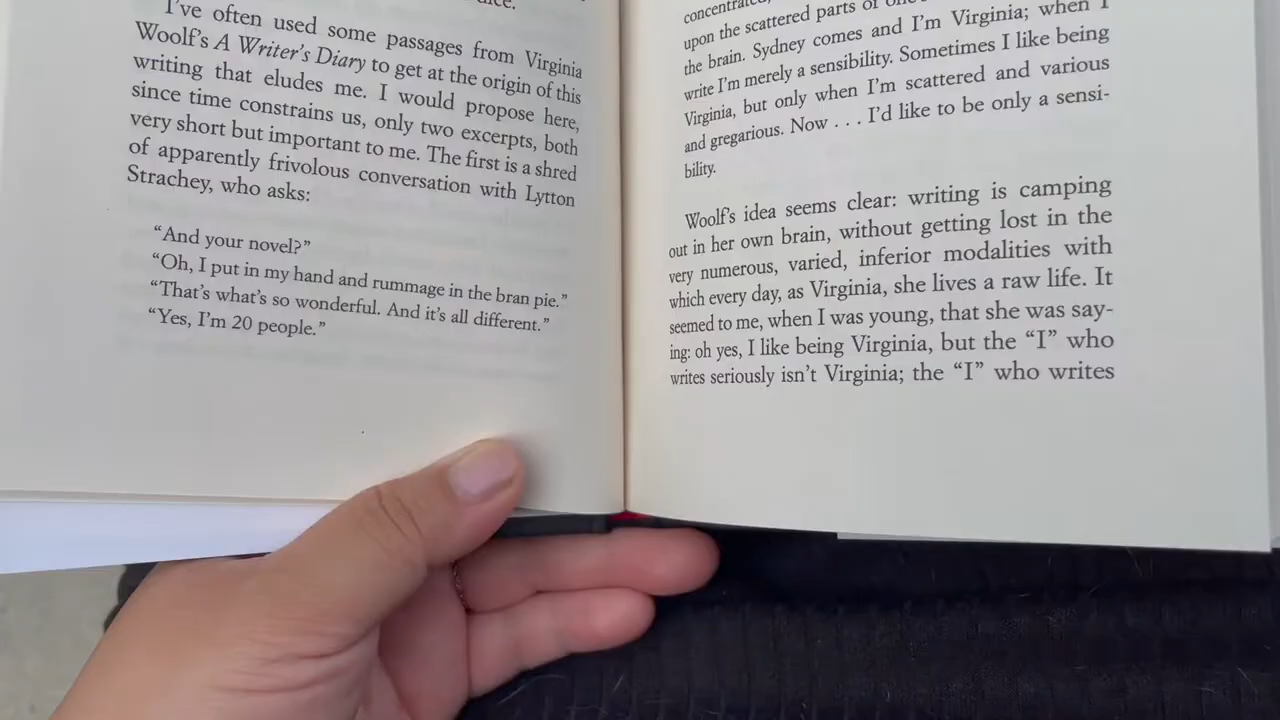 I've often used some passages from Virginia
Woolf's A Writer's Diary to get at the origin of this
writing that eludes me. I would propose here,
since time constrains us, only two excerpts, both
very short but important to me. The first is a shred
of apparently frivolous conversation with Lytton
Strachey, who asks:
“And your novel?”
“Oh, I put in my hand and rummage in the bran pie.”
“That's what's so wonderful. And it's all different.”
“Yes, I'm 20 people.”
concentrated,
upon the scattered parts of
the brain. Sydney comes and I'm Virginia; when I
write I'm merely a sensibility. Sometimes I like being
Virginia, but only when I'm scattered and various
and gregarious. Now . . . I'd like to be only a sensi-
bility.
Woolf's idea seems clear: writing is camping
out in her own brain, without getting lost in the
very numerous, varied, inferior modalities with
which every day, as Virginia, she lives a raw life. It
seemed to me, when I was young, that she was say-
ing: oh yes, I like being Virginia, but the “I” who
writes seriously isn't Virginia; the “I” who writes